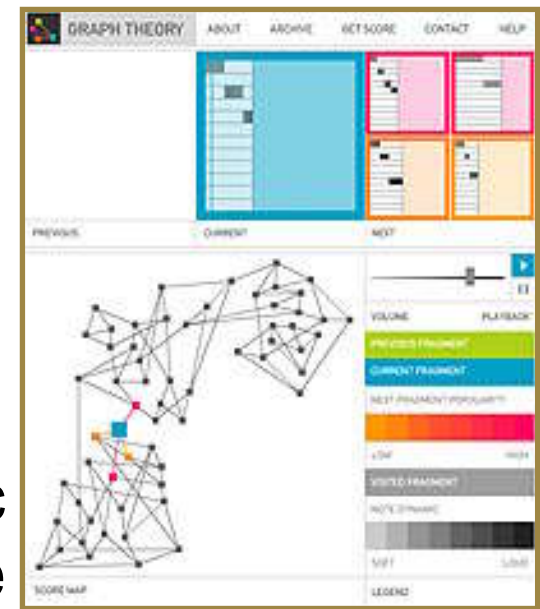 GRAPH THEORY ABOUT ARCHIVE GET SCORE CONTACT HELP
PREVIOUS CURRENT NEXT
VOLUME PLAYBACK
PREVIOUS FRAGMENT
CURRENT FRAGMENT
NEXT FRAGMENT POPULARITY
LOW HIGH
VISITED FRAGMENT
NOTE DYNAMIC
SOFT LOUD
SCORE MAP LEGEND
c
e